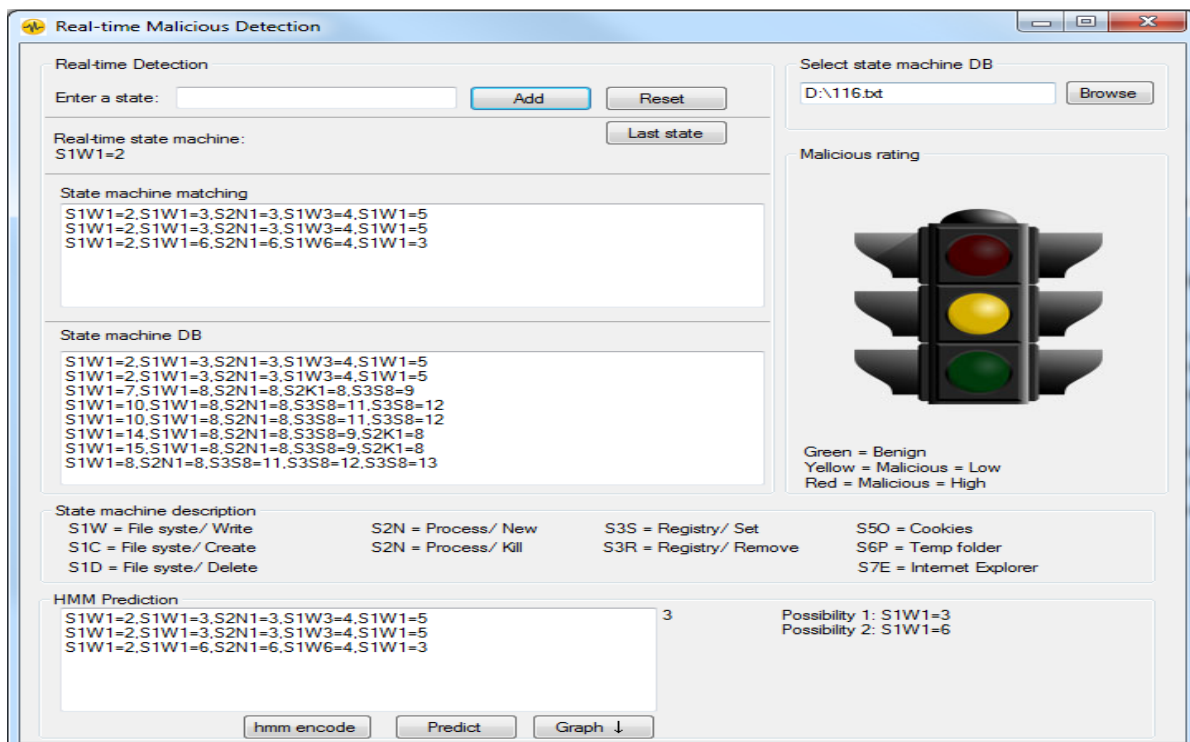 Real-time Malicious Detection
Real-time Detection
Enter a state:
Add
Reset
Real-time state machine:
Last state
S1W1=2
State machine matching
S1W1=2,S1W1=3,S2N1=3,S1W3=4,S1W1=5
S1W1=2,S1W1=3,S2N1=3,S1W3=4,S1W1=5
S1W1=2,S1W1=6,S2N1=6,S1W6=4,S1W1=3
State machine DB
S1W1=2,S1W1=3,S2N1=3,S1W3=4,S1W1=5
S1W1=2,S1W1=3,S2N1=3,S1W3=4,S1W1=5
S1W1=7,S1W1=8,S2N1=8,S2K1=8,S3S8=9
S1W1=10,S1W1=8,S2N1=8,S3S8=11,S3S8=12
S1W1=10,S1W1=8,S2N1=8,S3S8=11,S3S8=12
S1W1=14,S1W1=8,S2N1=8,S3S8=9,S2K1=8
S1W1=15,S1W1=8,S2N1=8,S3S8=9,S2K1=8
S1W1=8,S2N1=8,S3S8=11,S3S8=12,S3S8=13
Select state machine DB
D:\116.txt
Browse
Malicious rating
Green = Benign
Yellow = Malicious = Low
Red = Malicious = High
State machine description
S1W = File syste/ Write
S1C = File syste/ Create
S1D = File syste/ Delete
S2N = Process/ New
S2N = Process/ Kill
S3S = Registry/ Set
S3R = Registry/ Remove
S5O = Cookies
S6P = Temp folder
S7E = Internet Explorer
HMM Prediction
S1W1=2,S1W1=3,S2N1=3,S1W3=4,S1W1=5
S1W1=2,S1W1=3,S2N1=3,S1W3=4,S1W1=5
S1W1=2,S1W1=6,S2N1=6,S1W6=4,S1W1=3
3
Possibility 1: S1W1=3
Possibility 2: S1W1=6
hmm encode
Predict
Graph ↓